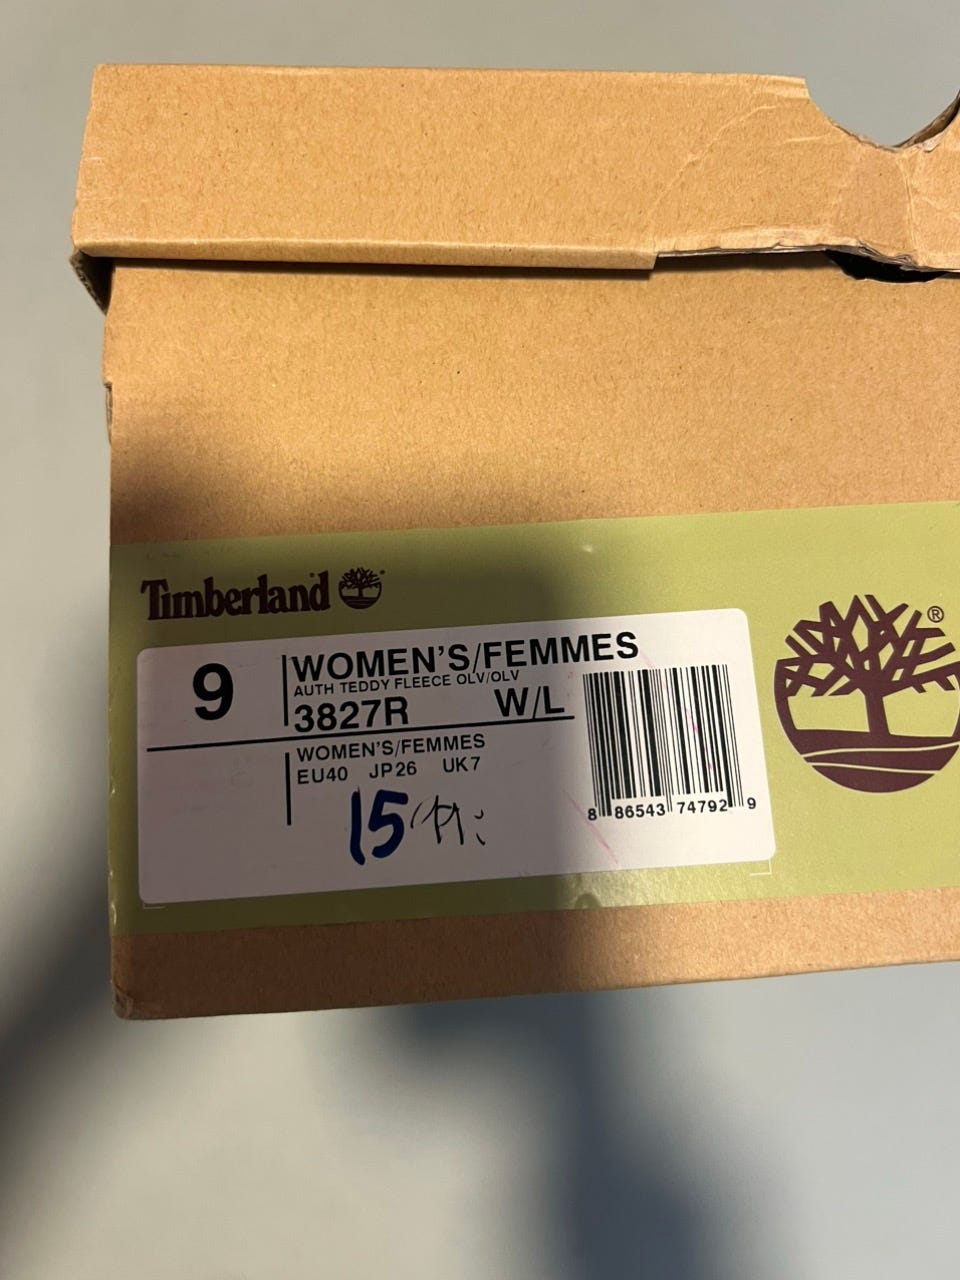 Timberland
9
WOMEN'S/FEMMES
AUTH TEDDY FLEECE OLV/OLV
3827R W/L
WOMEN'S/FEMMES
EU40 JP26 UK7
15
8 86543 74792 9
®